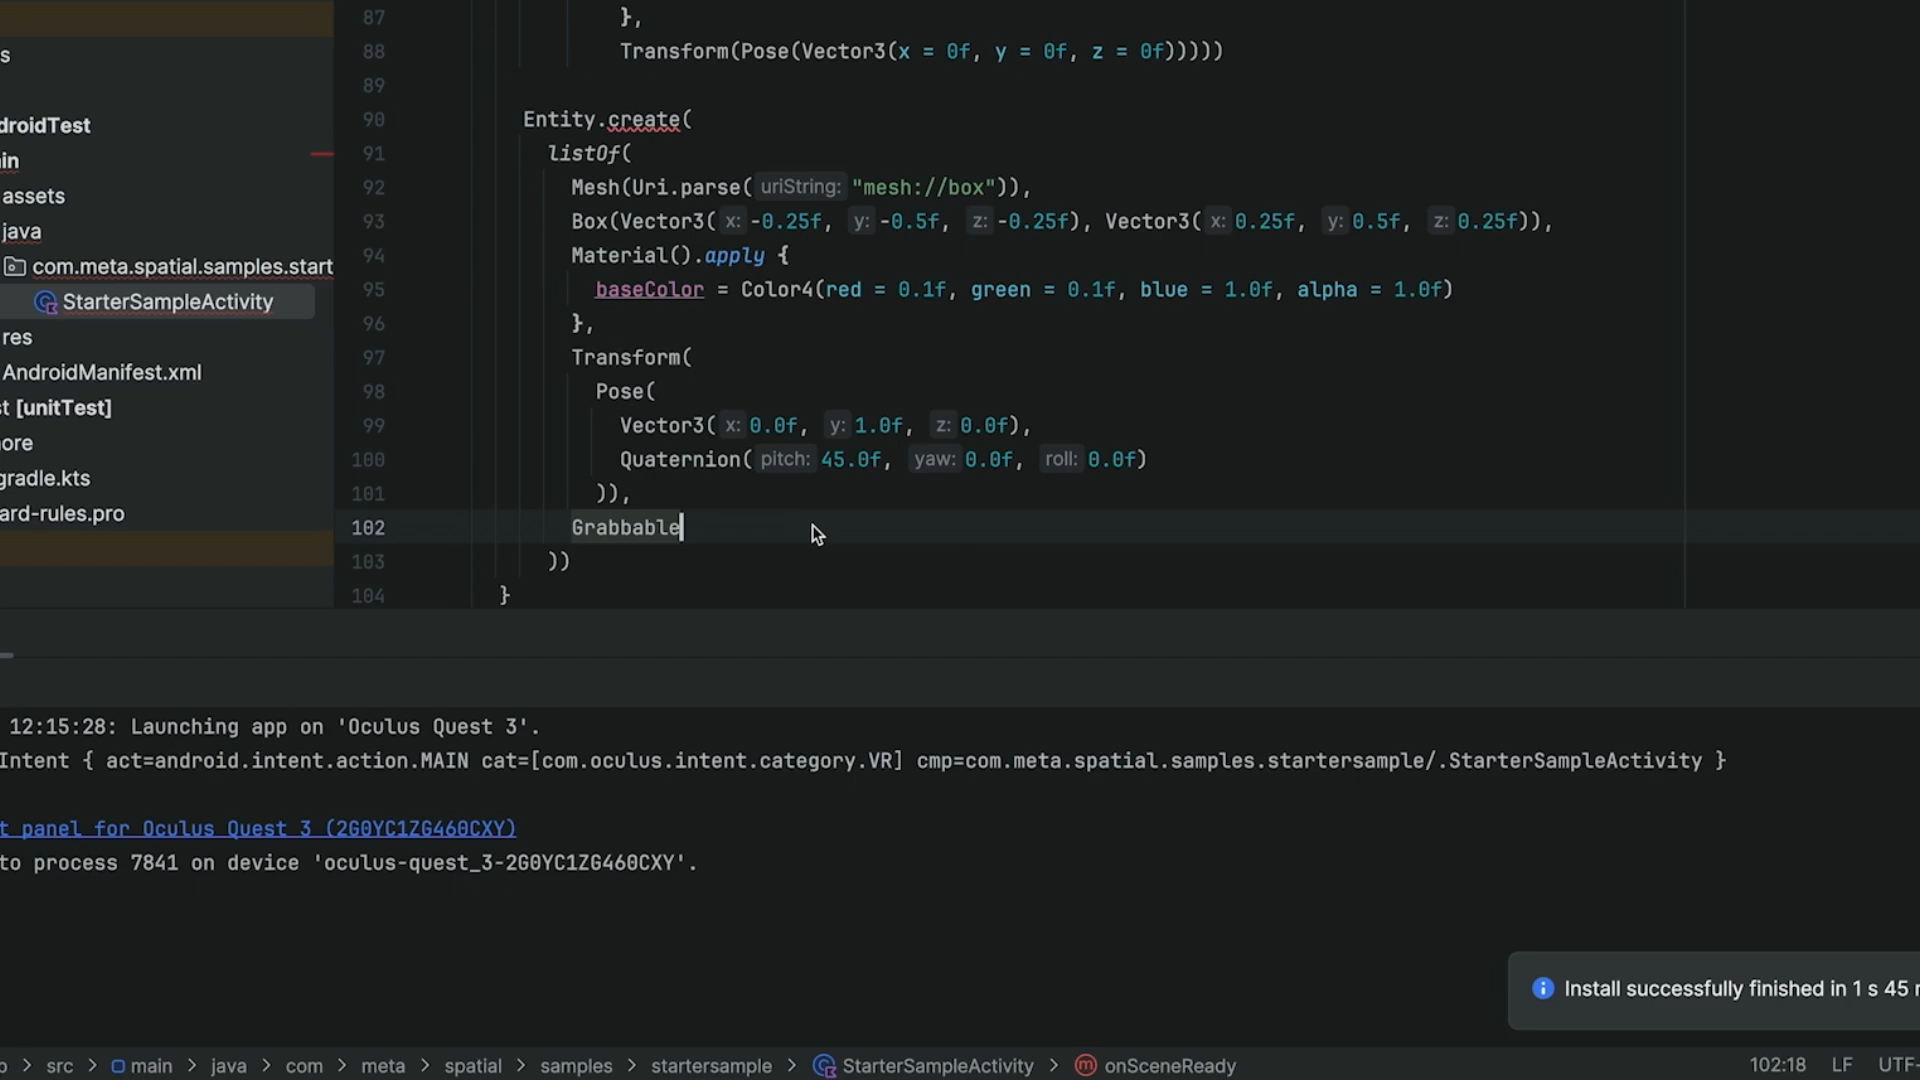 87 },
88 Transform(Pose(Vector3(x = 0f, y = 0f, z = 0f)))))
89
90 Entity.create(
91 listOf(
92 Mesh(Uri.parse( uriString: "mesh://box")),
93 Box(Vector3( x: -0.25f, y: -0.5f, z: -0.25f), Vector3( x: 0.25f, y: 0.5f, z: 0.25f)),
94 Material().apply {
95 baseColor = Color4(red = 0.1f, green = 0.1f, blue = 1.0f, alpha = 1.0f)
96 },
97 Transform(
98 Pose(
99 Vector3( x: 0.0f, y: 1.0f, z: 0.0f),
100 Quaternion( pitch: 45.0f, yaw: 0.0f, roll: 0.0f)
101 )),
102 Grabbable
103 ))
104 }
s
droidTest
in
assets
java
com.meta.spatial.samples.start
StarterSampleActivity
res
AndroidManifest.xml
t [unitTest]
ore
gradle.kts
ard-rules.pro
12:15:28: Launching app on 'Oculus Quest 3'.
Intent { act=android.intent.action.MAIN cat=[com.oculus.intent.category.VR] cmp=com.meta.spatial.samples.startersample/.StarterSampleActivity }
t panel for Oculus Quest 3 (2G0YC1ZG460CXY)
to process 7841 on device 'oculus-quest_3-2G0YC1ZG460CXY'.
Install successfully finished in 1 s 45
src > main > java > com > meta > spatial > samples > startersample > StarterSampleActivity > onSceneReady 102:18 LF UTF-